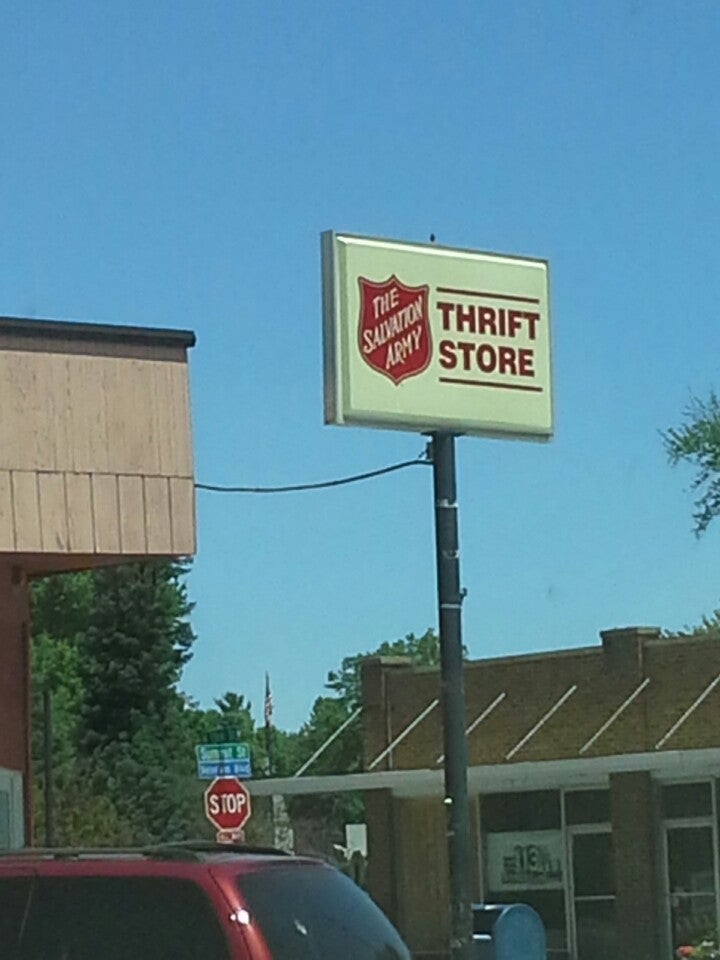 THE
SALVATION
ARMY
THRIFT
STORE
STOP